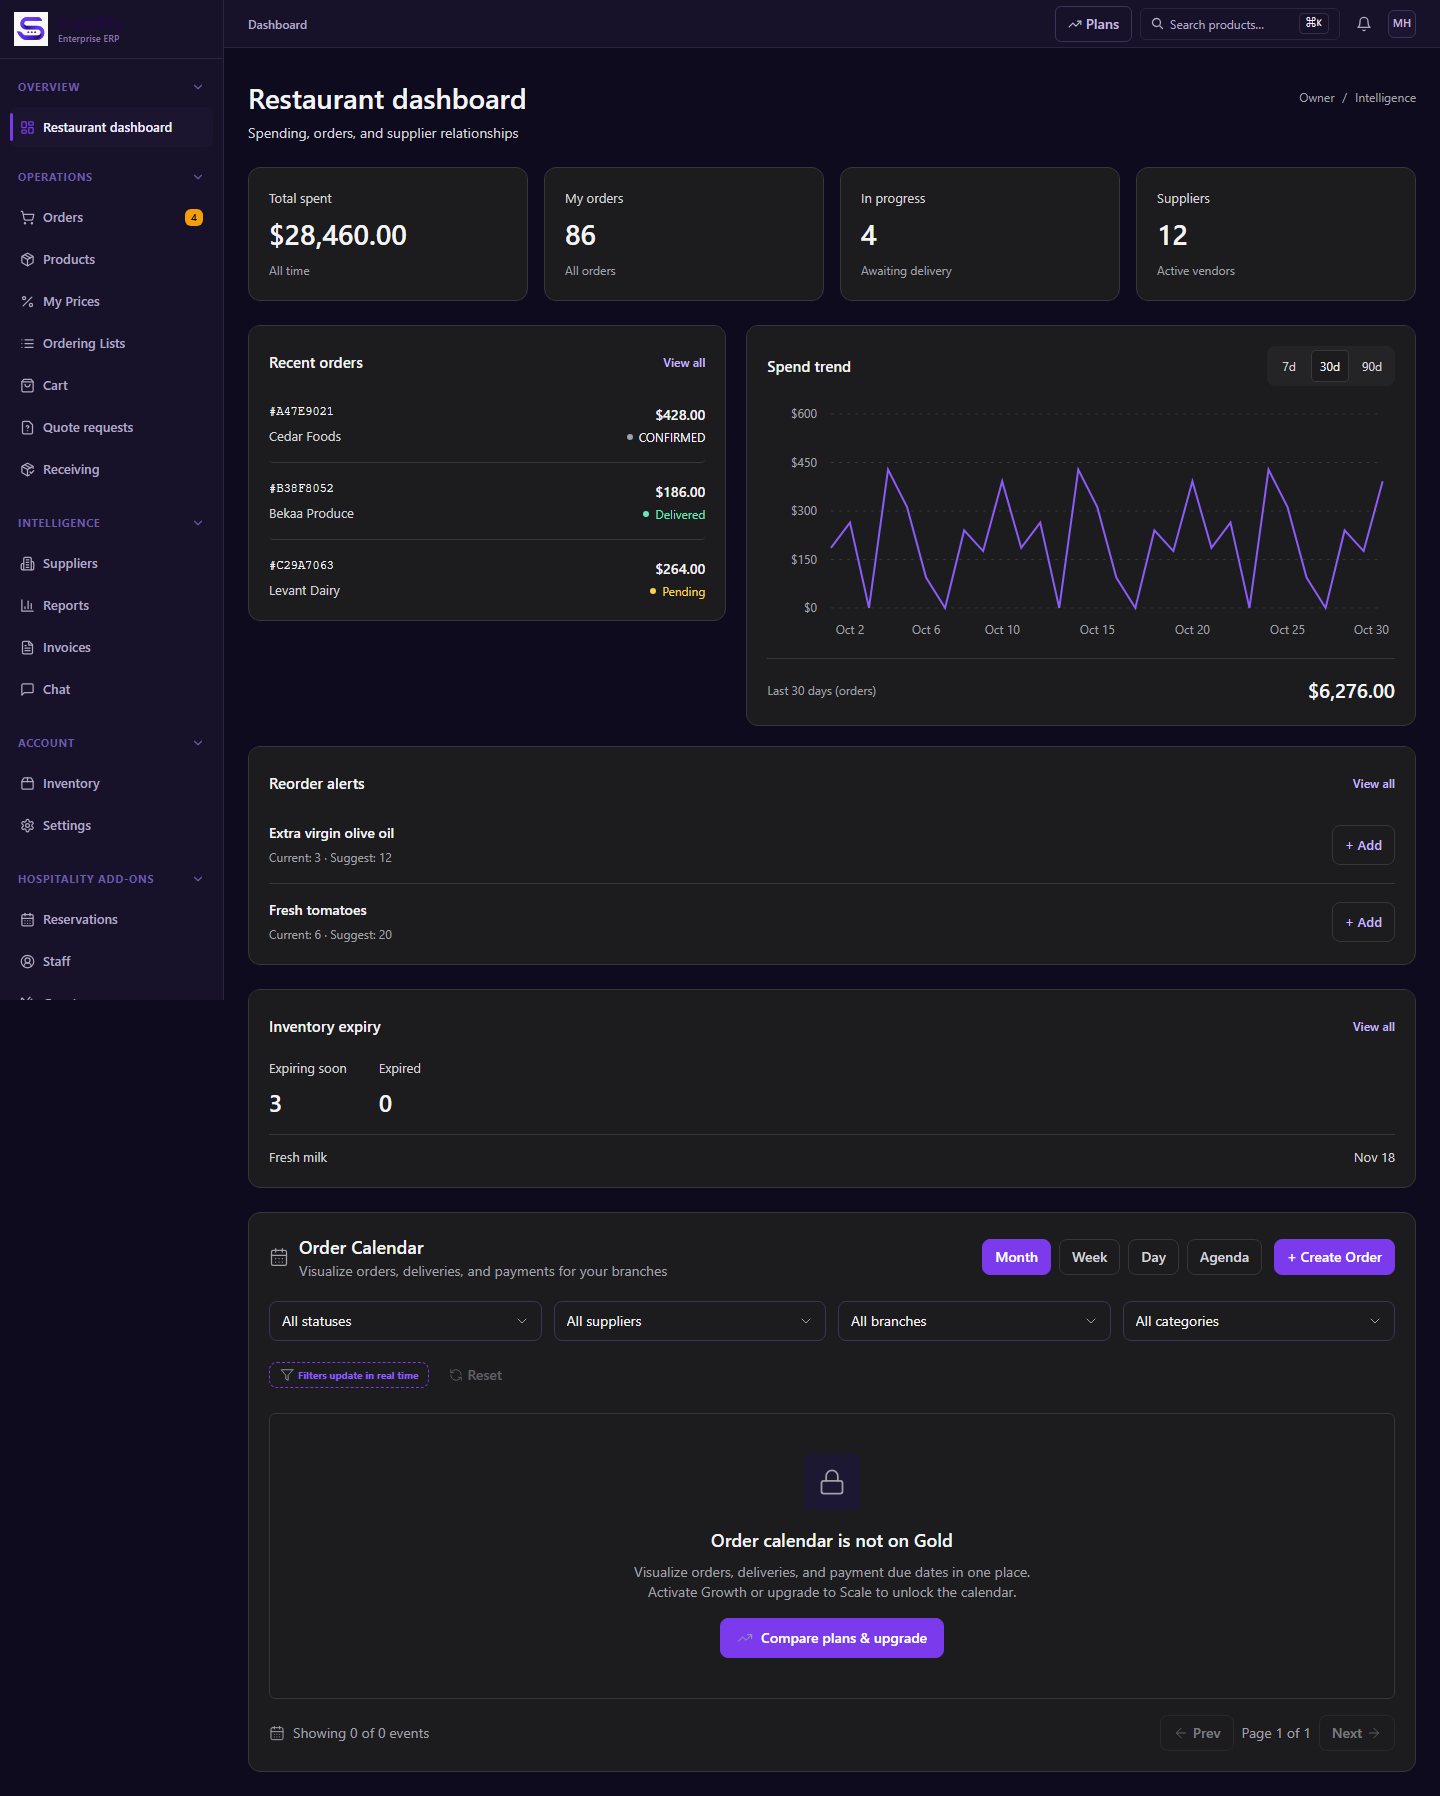 Enterprise ERP
OVERVIEW
Restaurant dashboard
OPERATIONS
Orders 4
Products
My Prices
Ordering Lists
Cart
Quote requests
Receiving
INTELLIGENCE
Suppliers
Reports
Invoices
Chat
ACCOUNT
Inventory
Settings
HOSPITALITY ADD-ONS
Reservations
Staff
Dashboard
Plans
Search products... ⌘K
MH
Restaurant dashboard
Owner / Intelligence
Spending, orders, and supplier relationships
Total spent
$28,460.00
All time
My orders
86
All orders
In progress
4
Awaiting delivery
Suppliers
12
Active vendors
Recent orders View all
#A47E9021 $428.00
Cedar Foods CONFIRMED
#B38F8052 $186.00
Bekaa Produce Delivered
#C29A7063 $264.00
Levant Dairy Pending
Spend trend 7d 30d 90d
$600
$450
$300
$150
$0
Oct 2 Oct 6 Oct 10 Oct 15 Oct 20 Oct 25 Oct 30
Last 30 days (orders) $6,276.00
Reorder alerts View all
Extra virgin olive oil
Current: 3 · Suggest: 12
+ Add
Fresh tomatoes
Current: 6 · Suggest: 20
+ Add
Inventory expiry View all
Expiring soon Expired
3 0
Fresh milk Nov 18
Order Calendar
Visualize orders, deliveries, and payments for your branches
Month Week Day Agenda + Create Order
All statuses All suppliers All branches All categories
Filters update in real time Reset
Order calendar is not on Gold
Visualize orders, deliveries, and payment due dates in one place.
Activate Growth or upgrade to Scale to unlock the calendar.
Compare plans & upgrade
Showing 0 of 0 events
← Prev Page 1 of 1 Next →